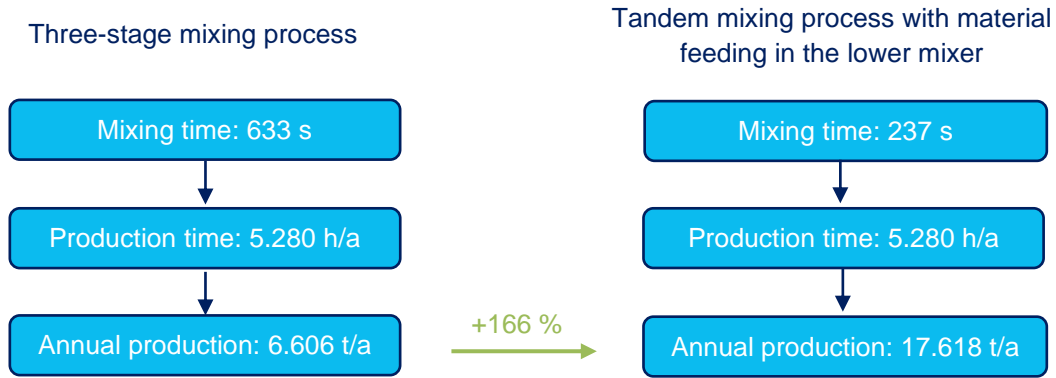 Three-stage mixing process
Mixing time: 633 s
Production time: 5.280 h/a
Annual production: 6.606 t/a
+166 %
Tandem mixing process with material
feeding in the lower mixer
Mixing time: 237 s
Production time: 5.280 h/a
Annual production: 17.618 t/a